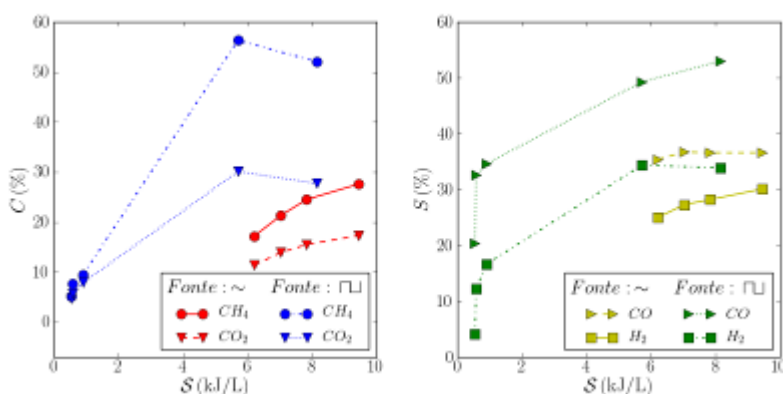 60
50
40
30
20
10
0
C (%)
0 2 4 6 8 10
S (kJ/L)
Fonte : ∼ Fonte : ⊓⊔
CH₄ CH₄
CO₂ CO₂
60
50
40
30
20
10
0
S (%)
0 2 4 6 8 10
S (kJ/L)
Fonte : ∼ Fonte : ⊓⊔
CO CO
H₂ H₂